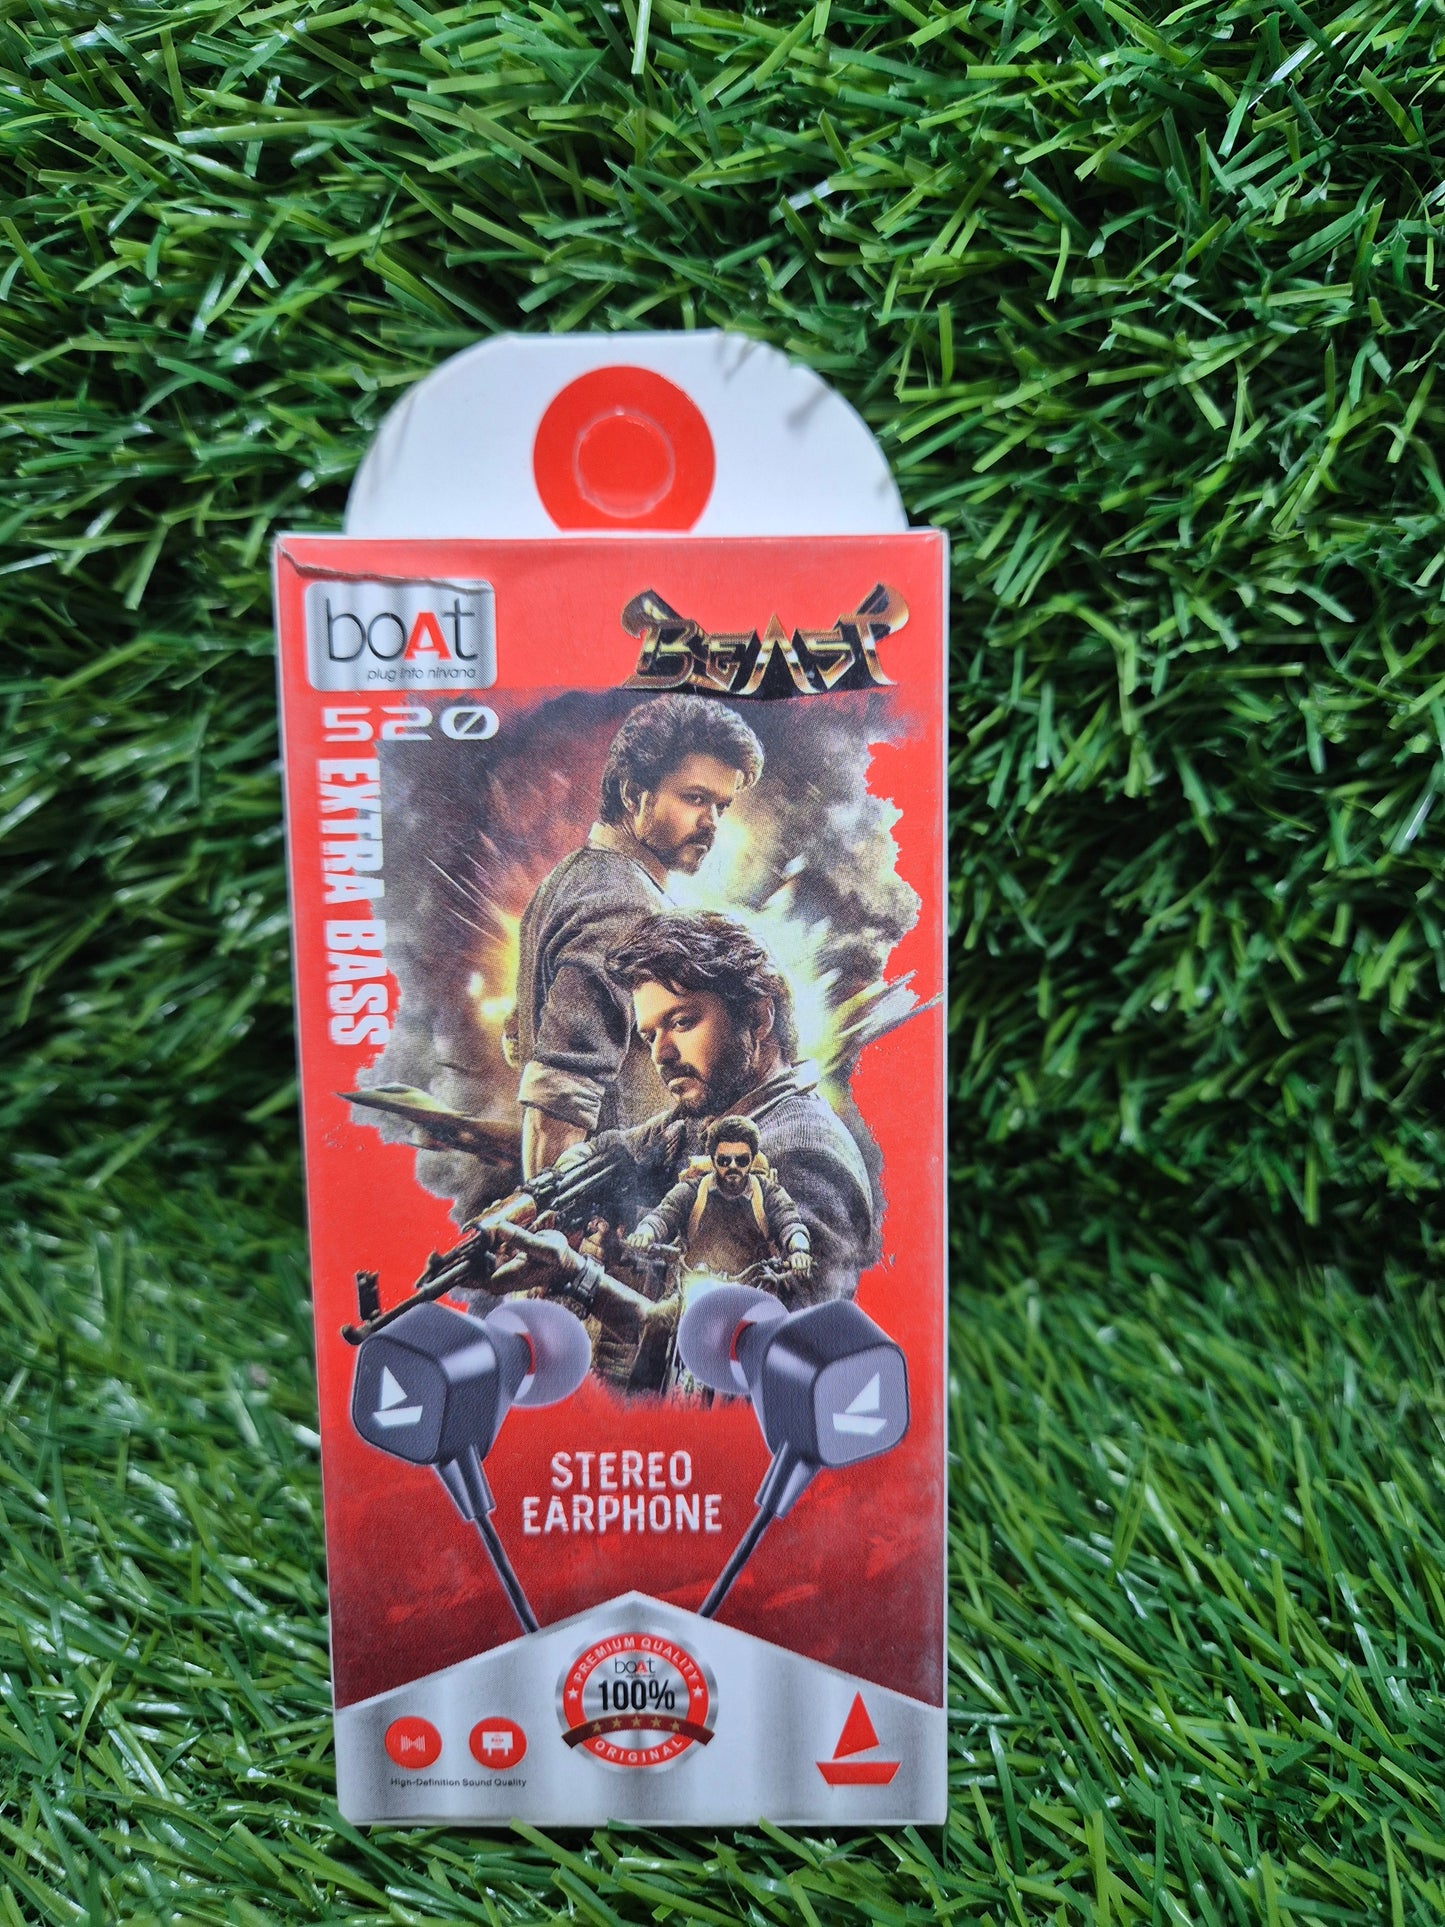 boAt
plug into nirvana
BEAST
520
EXTRA BASS
STEREO
EARPHONE
PREMIUM QUALITY
boAt
100%
ORIGINAL
High-Definition Sound Quality